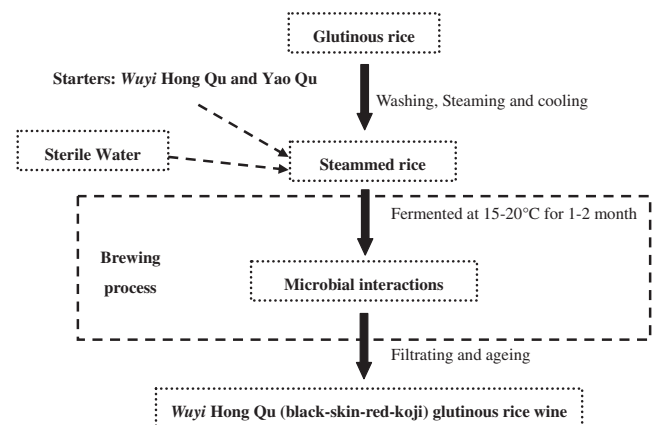 Glutinous rice
Starters: Wuyi Hong Qu and Yao Qu
Washing, Steaming and cooling
Sterile Water
Steammed rice
Fermented at 15-20°C for 1-2 month
Brewing
process
Microbial interactions
Filtrating and ageing
Wuyi Hong Qu (black-skin-red-koji) glutinous rice wine